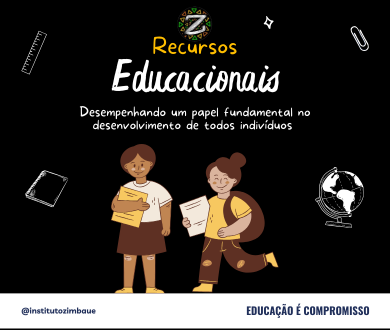 Z
Recursos
Educacionais
Desempenhando um papel fundamental no
desenvolvimento de todos indivíduos
@institutozimbaue
EDUCAÇÃO É COMPROMISSO